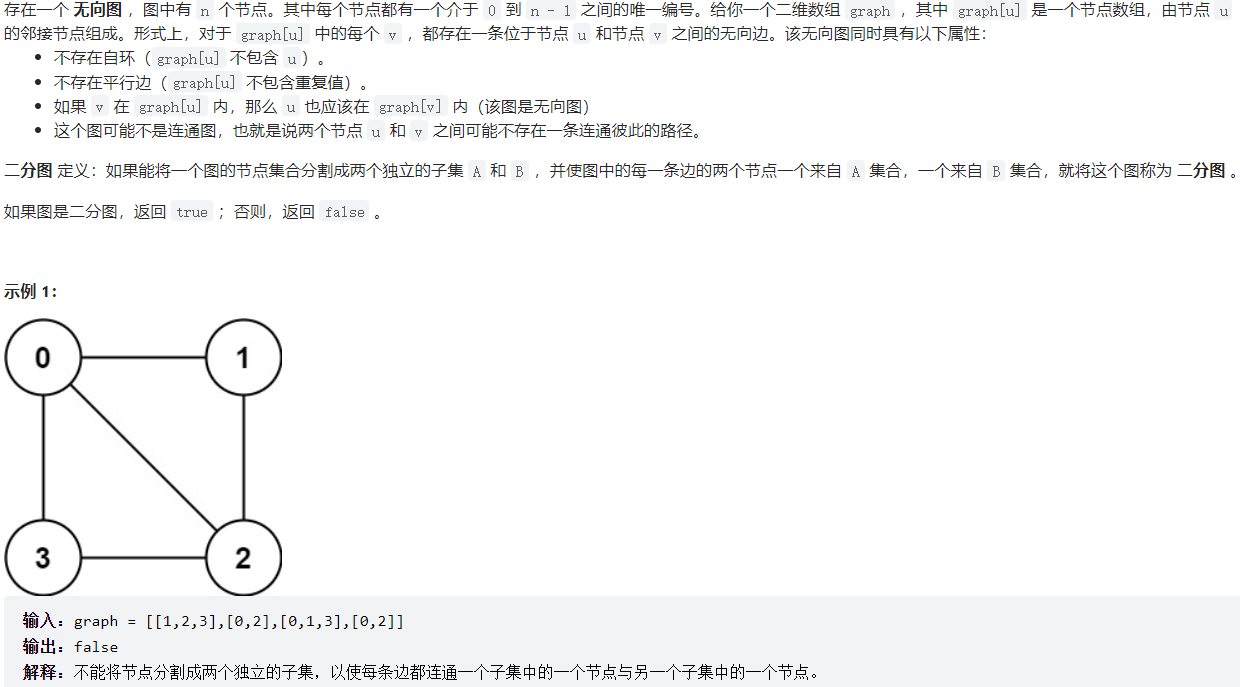 存在一个 无向图 ，图中有 n 个节点。其中每个节点都有一个介于 0 到 n - 1 之间的唯一编号。给你一个二维数组 graph ，其中 graph[u] 是一个节点数组，由节点 u
的邻接节点组成。形式上，对于 graph[u] 中的每个 v ，都存在一条位于节点 u 和节点 v 之间的无向边。该无向图同时具有以下属性：
• 不存在自环（graph[u] 不包含 u）。
• 不存在平行边（graph[u] 不包含重复值）。
• 如果 v 在 graph[u] 内，那么 u 也应该在 graph[v] 内（该图是无向图）
• 这个图可能不是连通图，也就是说两个节点 u 和 v 之间可能不存在一条连通彼此的路径。
二分图 定义：如果能将一个图的节点集合分割成两个独立的子集 A 和 B ，并使图中的每一条边的两个节点一个来自 A 集合，一个来自 B 集合，就将这个图称为 二分图 。
如果图是二分图，返回 true ；否则，返回 false 。
示例 1：
0
1
3
2
输入：graph = [[1,2,3],[0,2],[0,1,3],[0,2]]
输出：false
解释：不能将节点分割成两个独立的子集，以使每条边都连通一个子集中的一个节点与另一个子集中的一个节点。